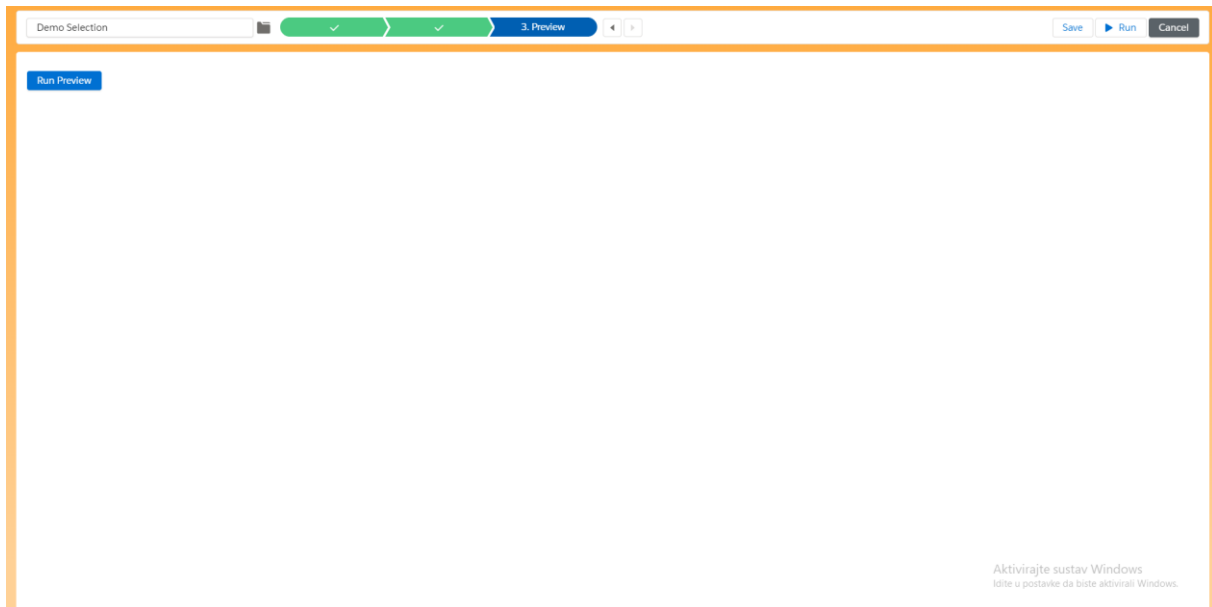 Demo Selection
3. Preview
Save
Run
Cancel
Run Preview
Aktivirajte sustav Windows
Idite u postavke da biste aktivirali Windows.